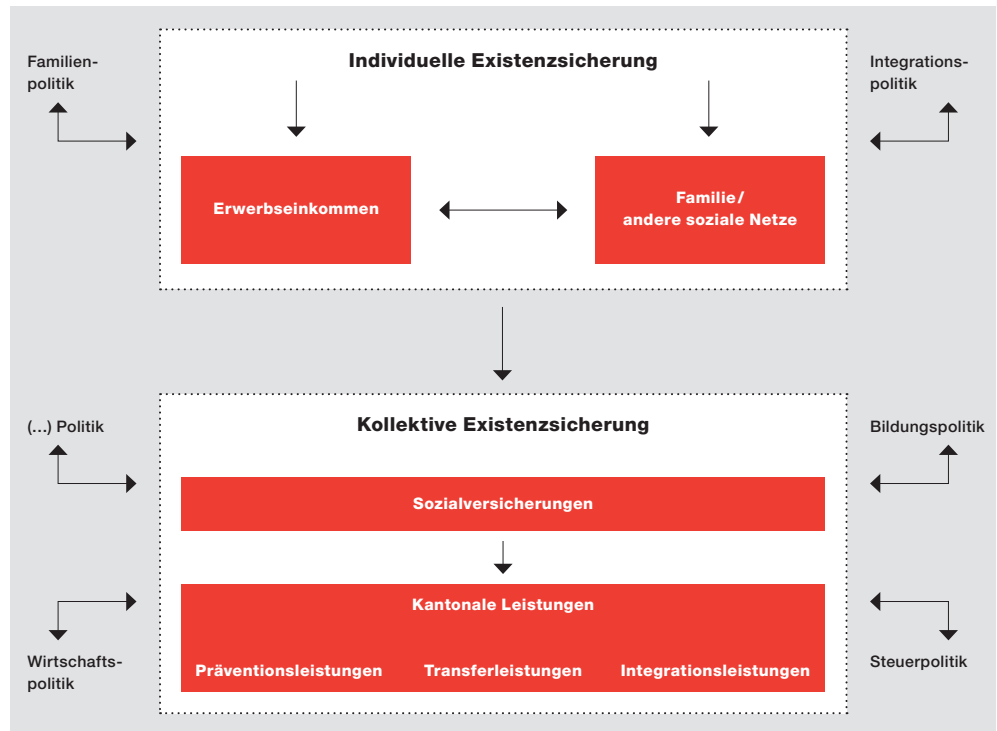 Familien-
politik
Individuelle Existenzsicherung
Integrations-
politik
Erwerbseinkommen
Familie/
andere soziale Netze
(...) Politik
Kollektive Existenzsicherung
Bildungspolitik
Sozialversicherungen
Kantonale Leistungen
Präventionsleistungen
Transferleistungen
Integrationsleistungen
Wirtschafts-
politik
Steuerpolitik